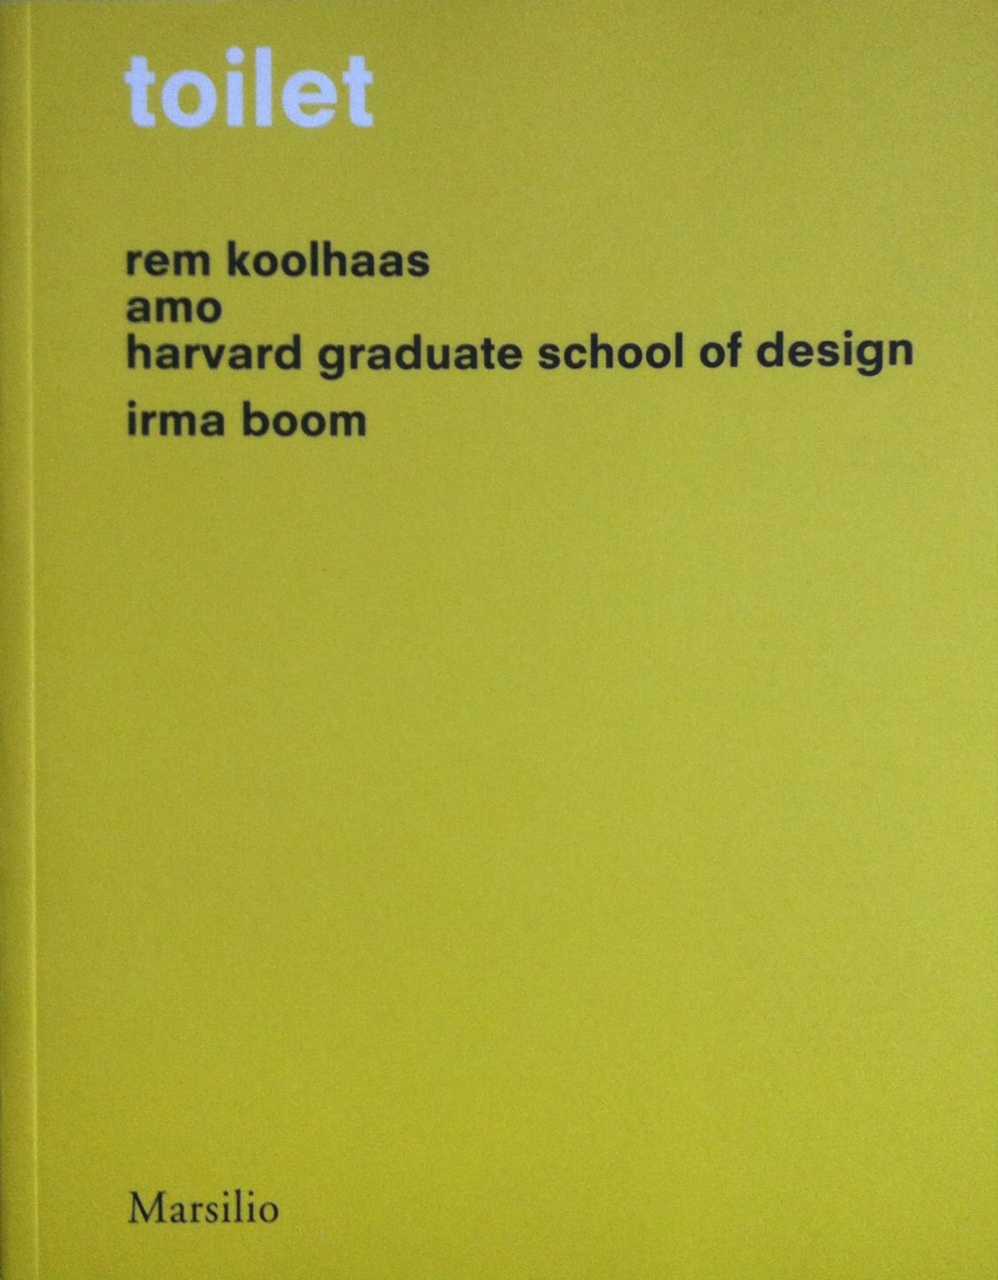 toilet
rem koolhaas
amo
harvard graduate school of design
irma boom
Marsilio